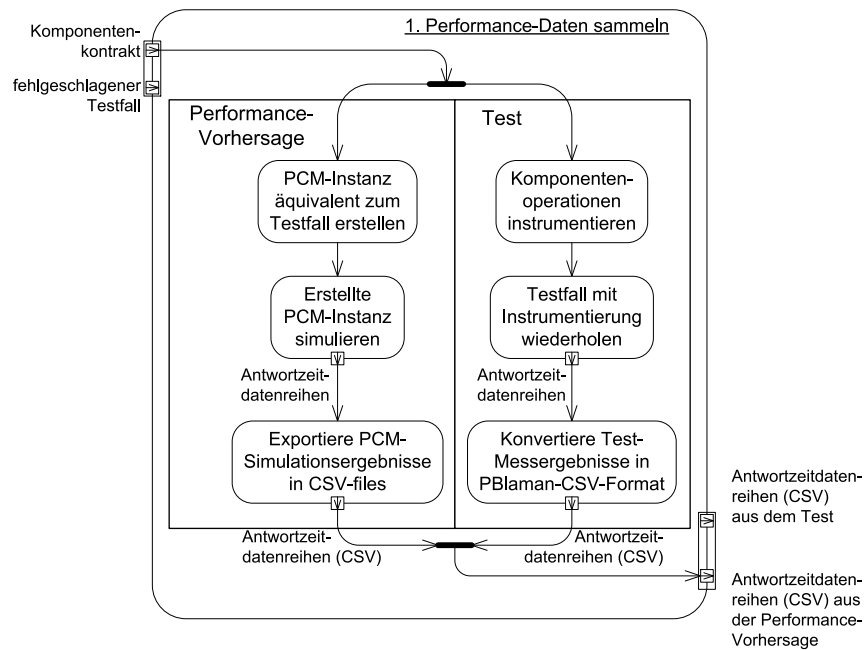 1. Performance-Daten sammeln
Komponenten-
kontrakt
fehlgeschlagener
Testfall
Performance-
Vorhersage
Test
PCM-Instanz
äquivalent zum
Testfall erstellen
Komponenten-
operationen
instrumentieren
Erstellte
PCM-Instanz
simulieren
Testfall mit
Instrumentierung
wiederholen
Antwortzeit-
datenreihen
Antwortzeit-
datenreihen
Exportiere PCM-
Simulationsergebnisse
in CSV-files
Konvertiere Test-
Messergebnisse in
PBlaman-CSV-Format
Antwortzeit-
datenreihen (CSV)
Antwortzeit-
datenreihen (CSV)
Antwortzeitdaten-
reihen (CSV)
aus dem Test
Antwortzeitdaten-
reihen (CSV) aus
der Performance-
Vorhersage